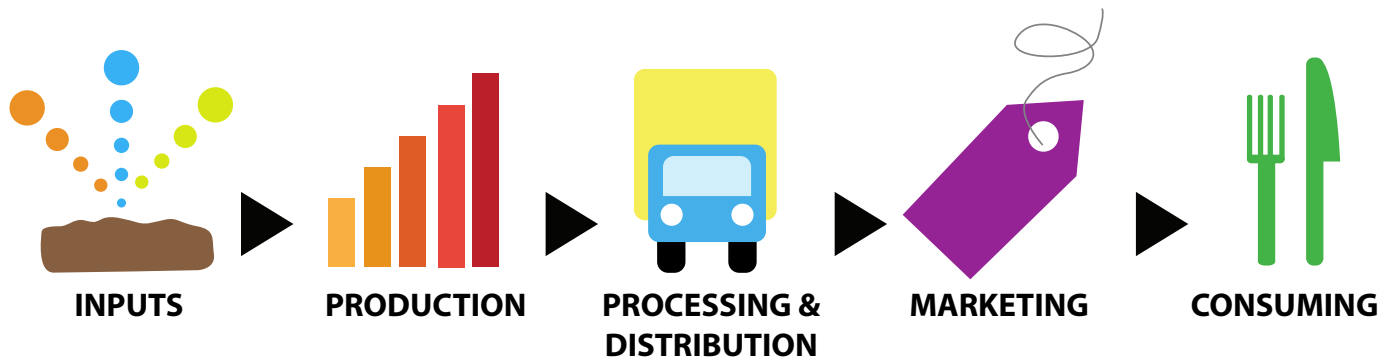 INPUTS
PRODUCTION
PROCESSING &
DISTRIBUTION
MARKETING
CONSUMING